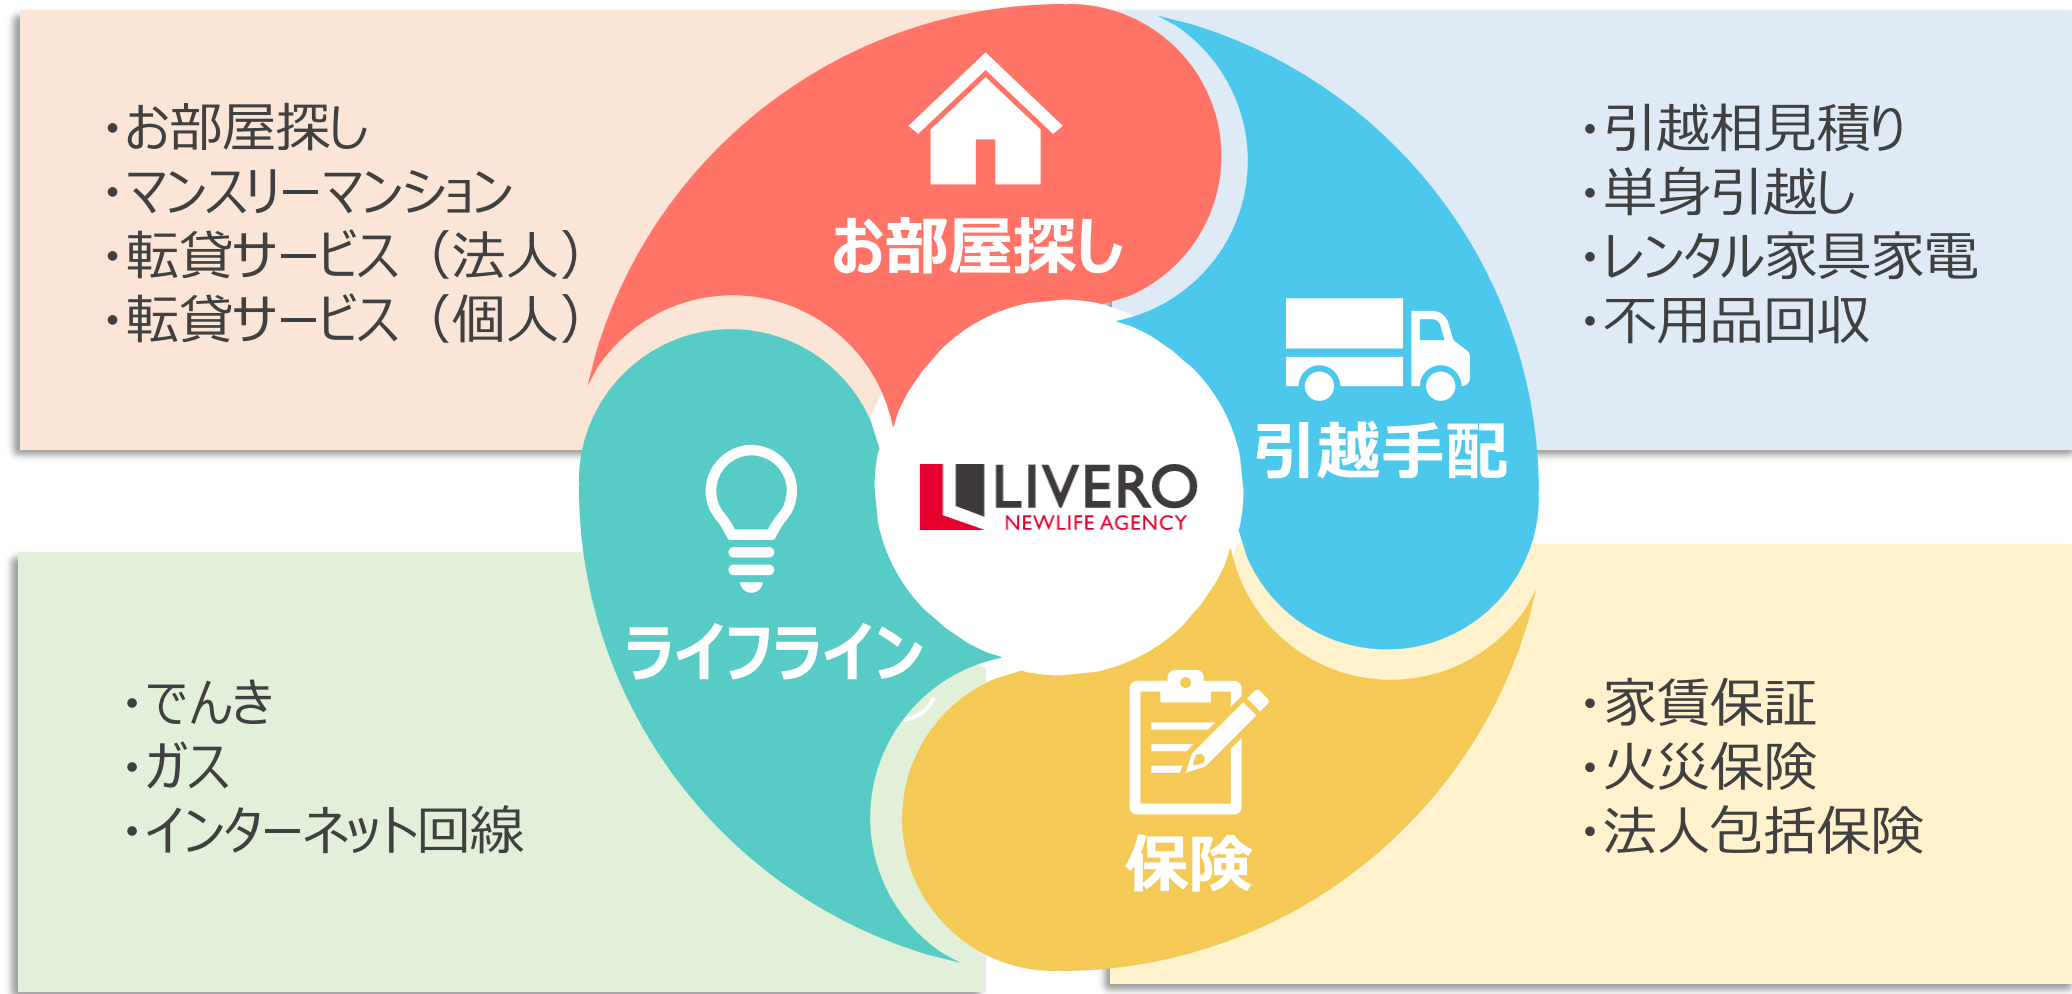 ・お部屋探し
・マンスリーマンション
・転貸サービス（法人）
・転貸サービス（個人）
お部屋探し
・引越相見積り
・単身引越し
・レンタル家具家電
・不用品回収
引越手配
LIVERO
NEWLIFE AGENCY
ライフライン
・でんき
・ガス
・インターネット回線
保険
・家賃保証
・火災保険
・法人包括保険